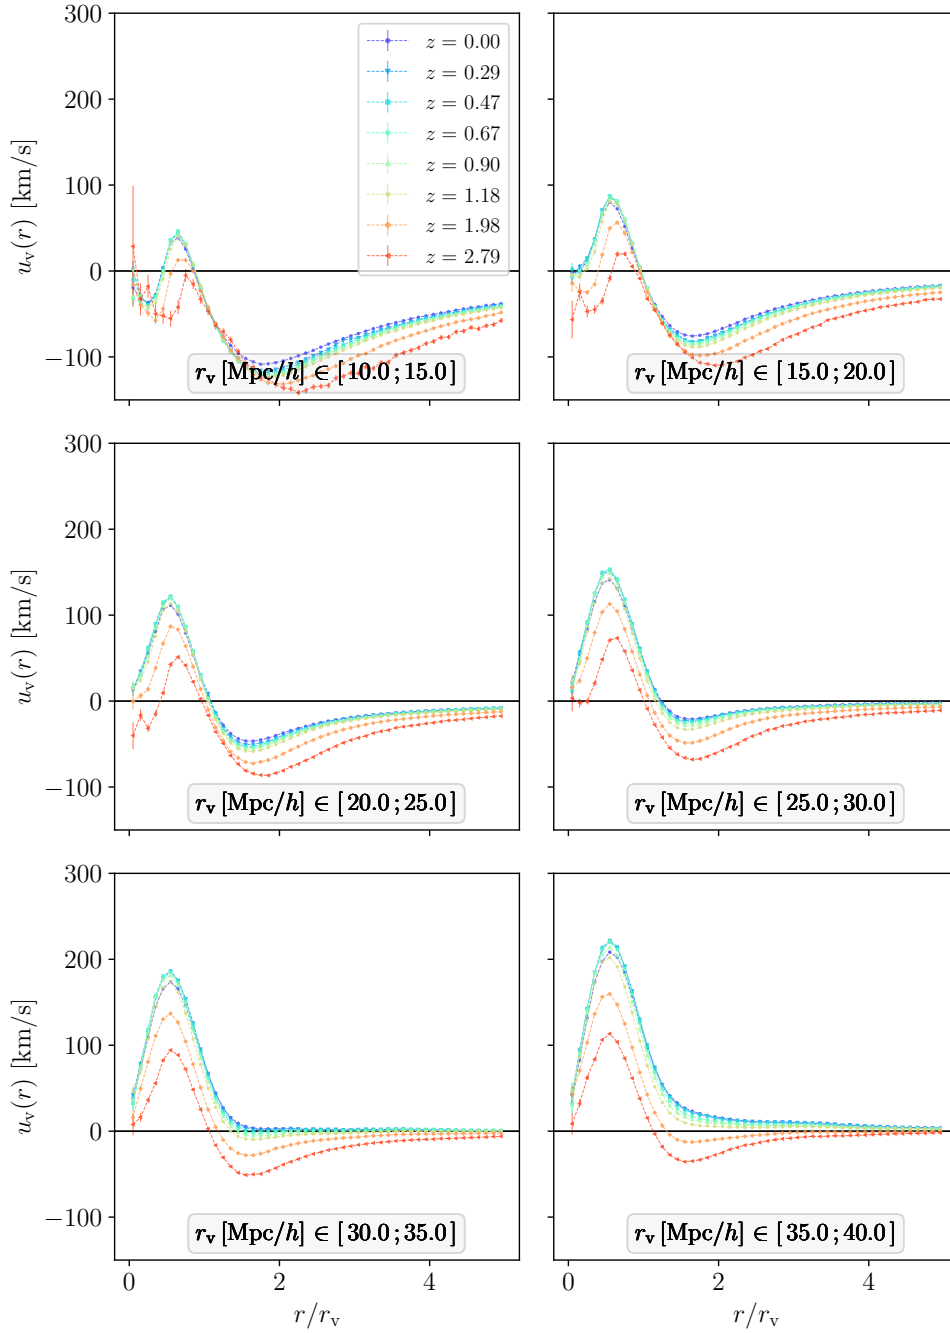 300
200
100
0
−100
u_v(r) [km/s]
z = 0.00
z = 0.29
z = 0.47
z = 0.67
z = 0.90
z = 1.18
z = 1.98
z = 2.79
r_v [Mpc/h] ∈ [10.0; 15.0]
r_v [Mpc/h] ∈ [15.0; 20.0]
300
200
100
0
−100
u_v(r) [km/s]
r_v [Mpc/h] ∈ [20.0; 25.0]
r_v [Mpc/h] ∈ [25.0; 30.0]
300
200
100
0
−100
u_v(r) [km/s]
r_v [Mpc/h] ∈ [30.0; 35.0]
r_v [Mpc/h] ∈ [35.0; 40.0]
0 2 4
0 2 4
r/r_v
r/r_v